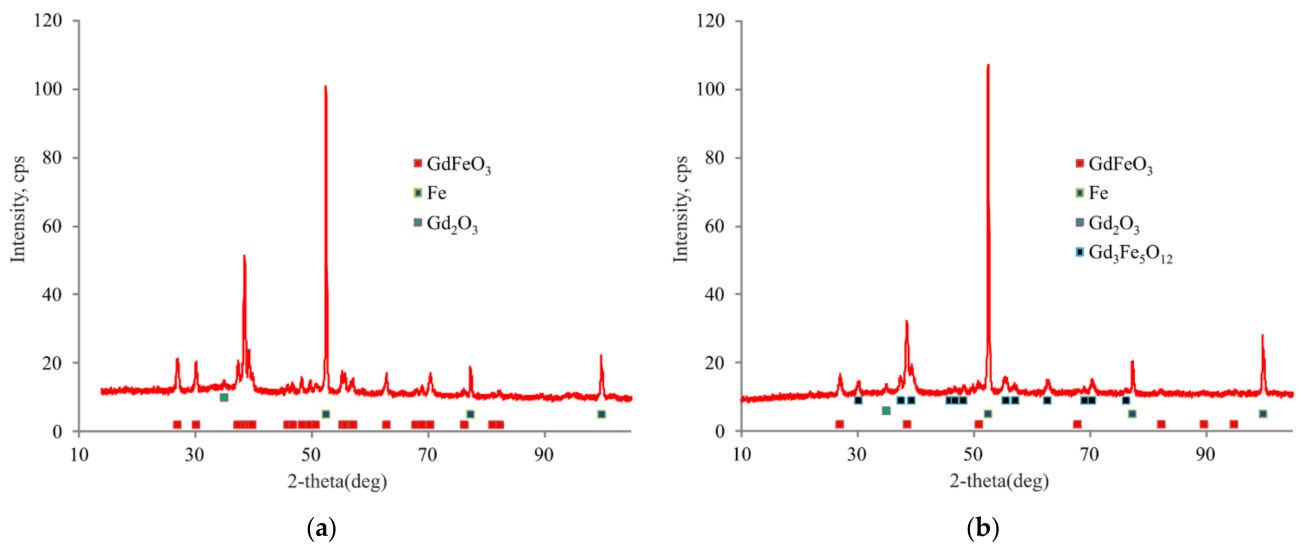 120
100
80
60
40
20
0
Intensity, cps
GdFeO₃
Fe
Gd₂O₃
10
30
50
70
90
2-theta(deg)
(a)
120
100
80
60
40
20
0
Intensity, cps
GdFeO₃
Fe
Gd₂O₃
Gd₃Fe₅O₁₂
10
30
50
70
90
2-theta(deg)
(b)